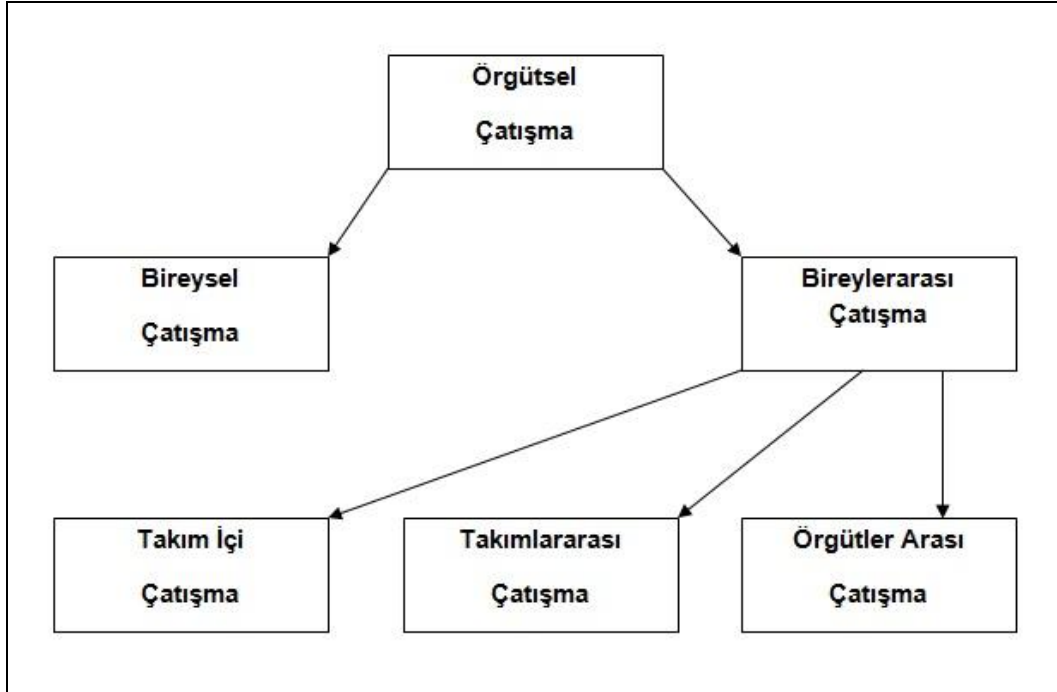 Örgütsel
Çatışma
Bireysel
Çatışma
Bireylerarası
Çatışma
Takım İçi
Çatışma
Takımlararası
Çatışma
Örgütler Arası
Çatışma